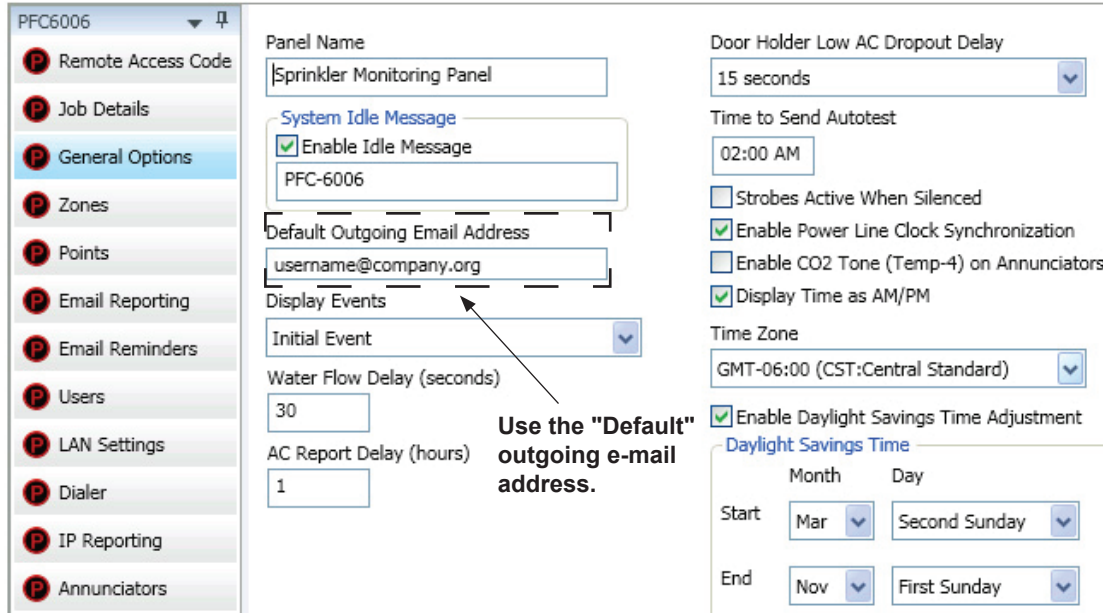 PFC6006
Remote Access Code
Job Details
General Options
Zones
Points
Email Reporting
Email Reminders
Users
LAN Settings
Dialer
IP Reporting
Annunciators
Panel Name
Sprinkler Monitoring Panel
System Idle Message
Enable Idle Message
PFC-6006
Default Outgoing Email Address
username@company.org
Display Events
Initial Event
Water Flow Delay (seconds)
30
AC Report Delay (hours)
1
Use the "Default"
outgoing e-mail
address.
Door Holder Low AC Dropout Delay
15 seconds
Time to Send Autotest
02:00 AM
Strobes Active When Silenced
Enable Power Line Clock Synchronization
Enable CO2 Tone (Temp-4) on Annunciators
Display Time as AM/PM
Time Zone
GMT-06:00 (CST:Central Standard)
Enable Daylight Savings Time Adjustment
Daylight Savings Time
Month Day
Start Mar Second Sunday
End Nov First Sunday